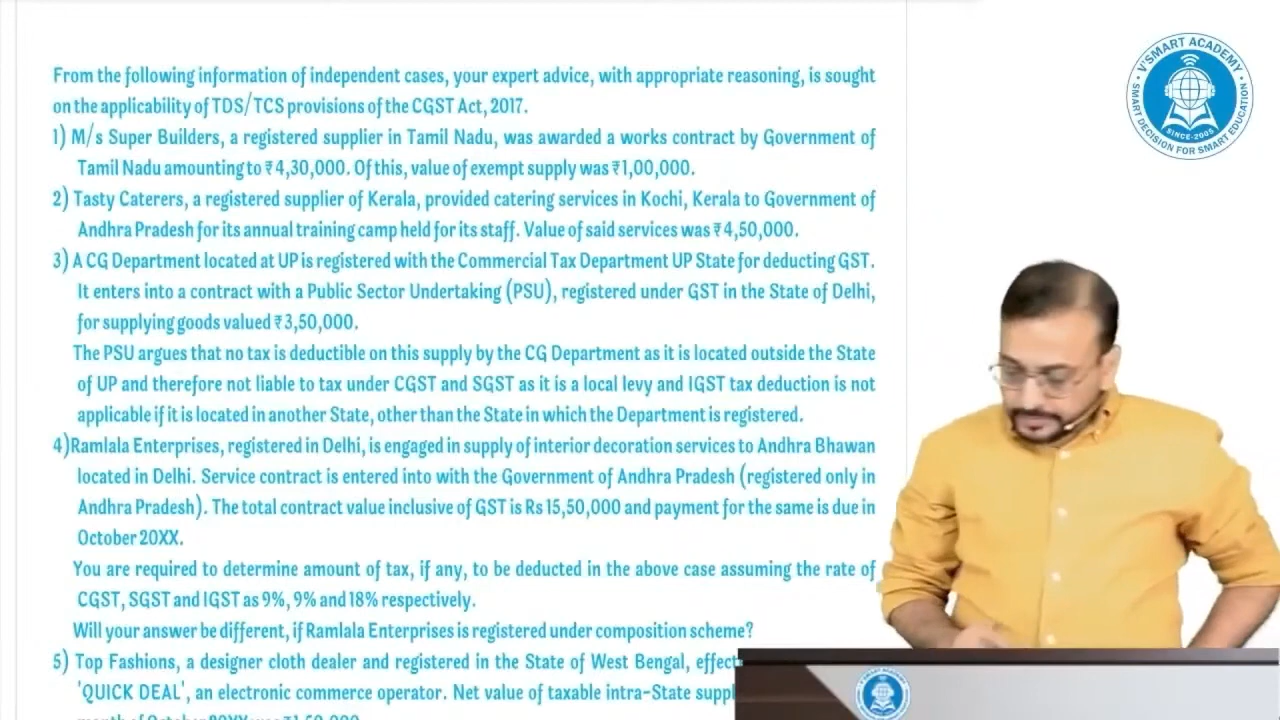 From the following information of independent cases, your expert advice, with appropriate reasoning, is sought
on the applicability of TDS/TCS provisions of the CGST Act, 2017.
1) M/s Super Builders, a registered supplier in Tamil Nadu, was awarded a works contract by Government of
Tamil Nadu amounting to ₹4,30,000. Of this, value of exempt supply was ₹1,00,000.
2) Tasty Caterers, a registered supplier of Kerala, provided catering services in Kochi, Kerala to Government of
Andhra Pradesh for its annual training camp held for its staff. Value of said services was ₹4,50,000.
3) A CG Department located at UP is registered with the Commercial Tax Department UP State for deducting GST.
It enters into a contract with a Public Sector Undertaking (PSU), registered under GST in the State of Delhi,
for supplying goods valued ₹3,50,000.
The PSU argues that no tax is deductible on this supply by the CG Department as it is located outside the State
of UP and therefore not liable to tax under CGST and SGST as it is a local levy and IGST tax deduction is not
applicable if it is located in another State, other than the State in which the Department is registered.
4)Ramlala Enterprises, registered in Delhi, is engaged in supply of interior decoration services to Andhra Bhawan
located in Delhi. Service contract is entered into with the Government of Andhra Pradesh (registered only in
Andhra Pradesh). The total contract value inclusive of GST is Rs 15,50,000 and payment for the same is due in
October 20XX.
You are required to determine amount of tax, if any, to be deducted in the above case assuming the rate of
CGST, SGST and IGST as 9%, 9% and 18% respectively.
Will your answer be different, if Ramlala Enterprises is registered under composition scheme?
5) Top Fashions, a designer cloth dealer and registered in the State of West Bengal,
'QUICK DEAL', an electronic commerce operator. Net value of taxable intra-State
month of October 20XX was ₹1,50,000
V'SMART ACADEMY
SINCE-2005
SMART DECISION FOR SMART EDUCATION